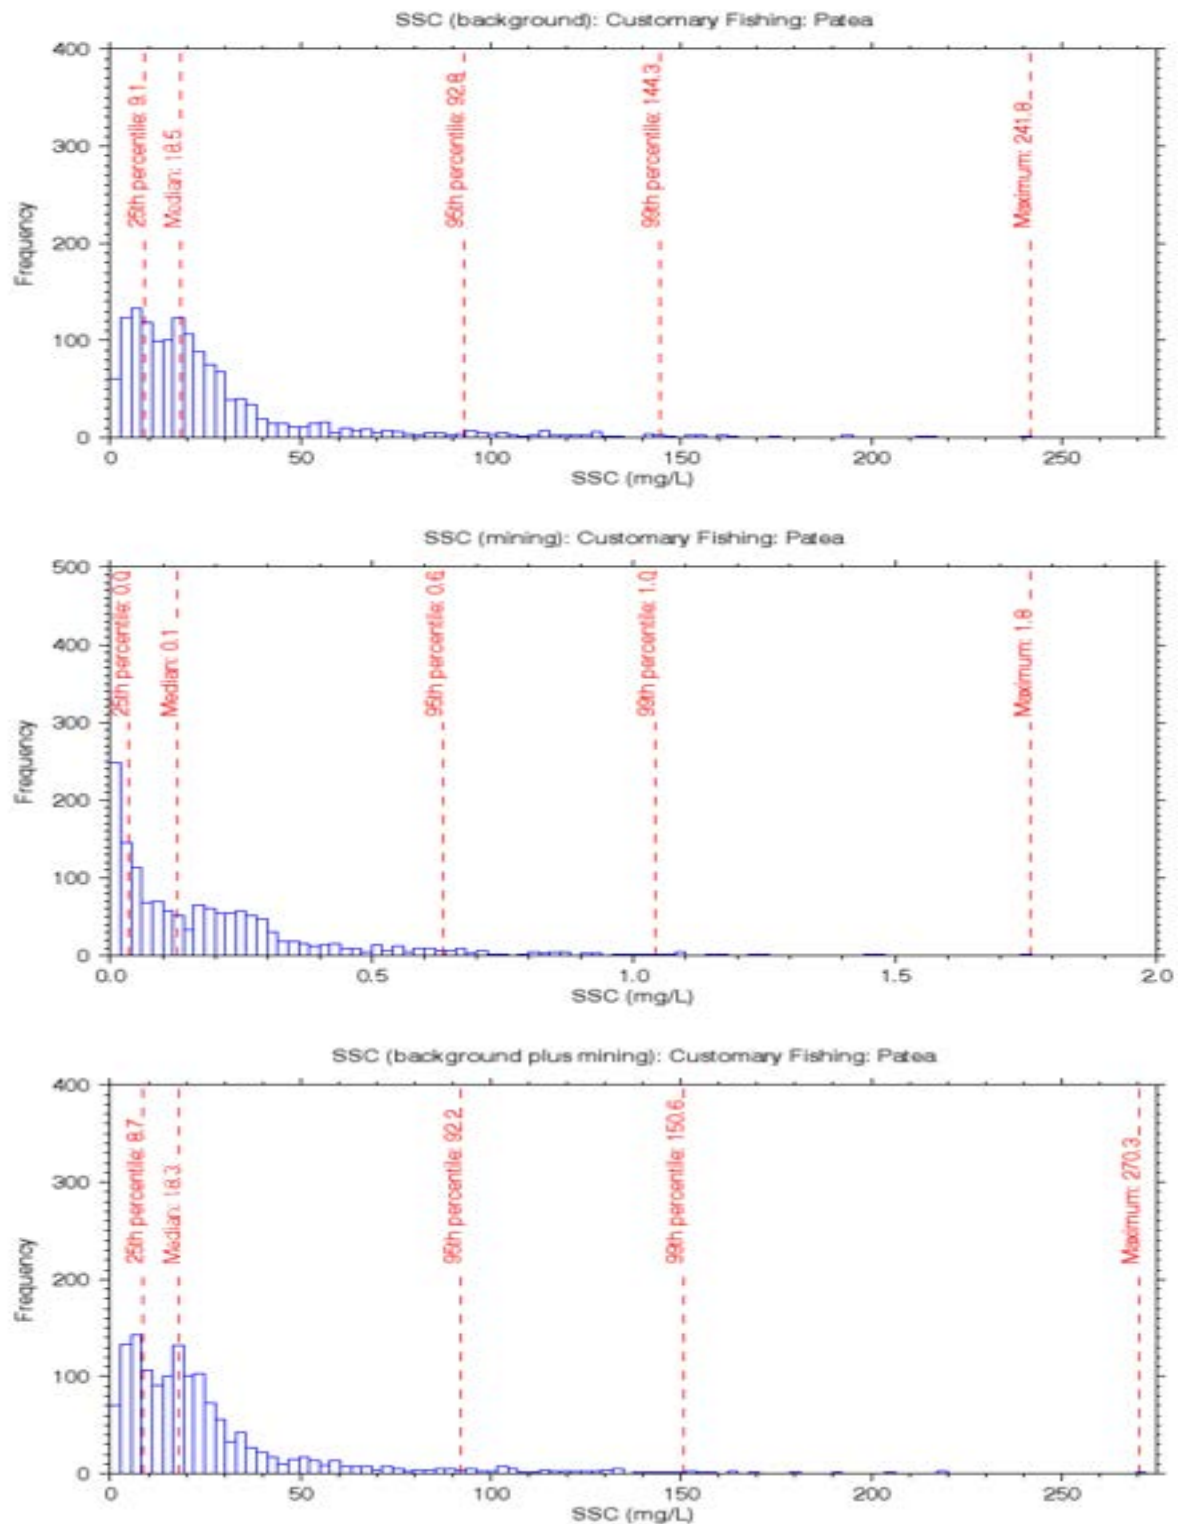 SSC (background): Customary Fishing: Patea
400
300
200
100
0
Frequency
25th percentile: 9.1
Median: 18.5
95th percentile: 92.8
99th percentile: 144.3
Maximum: 241.8
0 50 100 150 200 250
SSC (mg/L)
SSC (mining): Customary Fishing: Patea
500
400
300
200
100
0
Frequency
25th percentile: 0.0
Median: 0.1
95th percentile: 0.6
99th percentile: 1.0
Maximum: 1.8
0.0 0.5 1.0 1.5 2.0
SSC (mg/L)
SSC (background plus mining): Customary Fishing: Patea
400
300
200
100
0
Frequency
25th percentile: 8.7
Median: 18.3
95th percentile: 92.2
99th percentile: 150.6
Maximum: 270.3
0 50 100 150 200 250
SSC (mg/L)